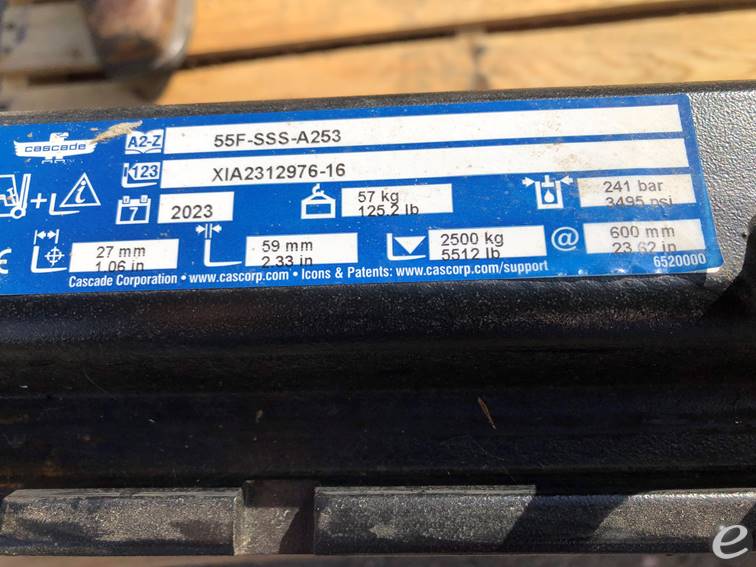 cascade
A2-Z 55F-SSS-A253
123 XIA2312976-16
7 2023 57 kg 241 bar
125.2 lb 3495 psi
27 mm 59 mm 2500 kg @ 600 mm
1.06 in 2.33 in 5512 lb 23.62 in
Cascade Corporation • www.cascorp.com • Icons & Patents: www.cascorp.com/support 6520000
e